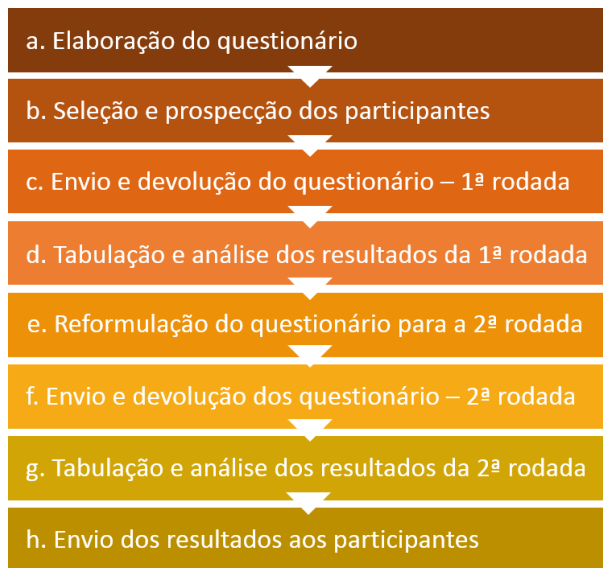 a. Elaboração do questionário
b. Seleção e prospecção dos participantes
c. Envio e devolução do questionário – 1ª rodada
d. Tabulação e análise dos resultados da 1ª rodada
e. Reformulação do questionário para a 2ª rodada
f. Envio e devolução dos questionário – 2ª rodada
g. Tabulação e análise dos resultados da 2ª rodada
h. Envio dos resultados aos participantes